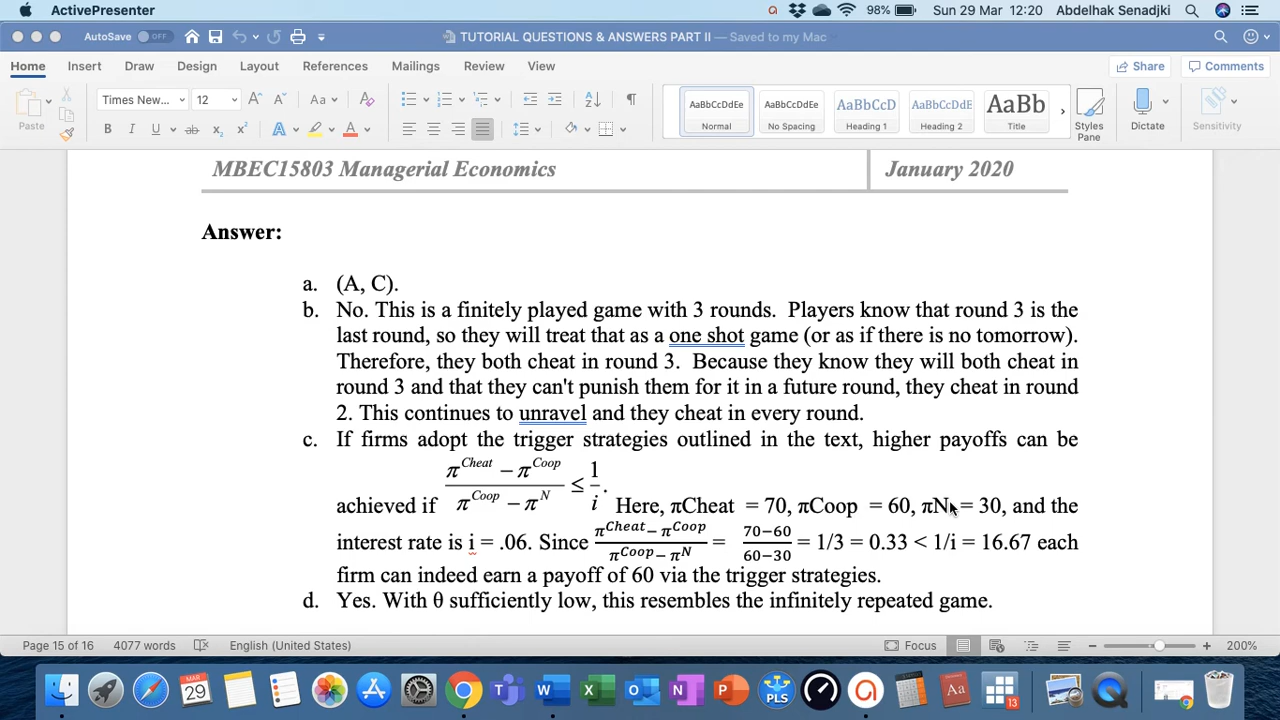 ActivePresenter 98% Sun 29 Mar 12:20 Abdelhak Senadjki
AutoSave OFF TUTORIAL QUESTIONS & ANSWERS PART II — Saved to my Mac
Home Insert Draw Design Layout References Mailings Review View Share Comments
Paste Times New... 12 Aa AaBbCcDdEe AaBbCcDdEe AaBbCcD AaBbCcDdE AaBb
Normal No Spacing Heading 1 Heading 2 Title Styles Pane Dictate Sensitivity
MBEC15803 Managerial Economics January 2020
Answer:
a. (A, C).
b. No. This is a finitely played game with 3 rounds. Players know that round 3 is the
last round, so they will treat that as a one shot game (or as if there is no tomorrow).
Therefore, they both cheat in round 3. Because they know they will both cheat in
round 3 and that they can't punish them for it in a future round, they cheat in round
2. This continues to unravel and they cheat in every round.
c. If firms adopt the trigger strategies outlined in the text, higher payoffs can be
achieved if (π^Cheat − π^Coop)/(π^Coop − π^N) ≤ 1/i. Here, πCheat = 70, πCoop = 60, πN = 30, and the
interest rate is i = .06. Since (π^Cheat − π^Coop)/(π^Coop − π^N) = (70−60)/(60−30) = 1/3 = 0.33 < 1/i = 16.67 each
firm can indeed earn a payoff of 60 via the trigger strategies.
d. Yes. With θ sufficiently low, this resembles the infinitely repeated game.
Page 15 of 16 4077 words English (United States) Focus 200%
MAR 29 13
PLS